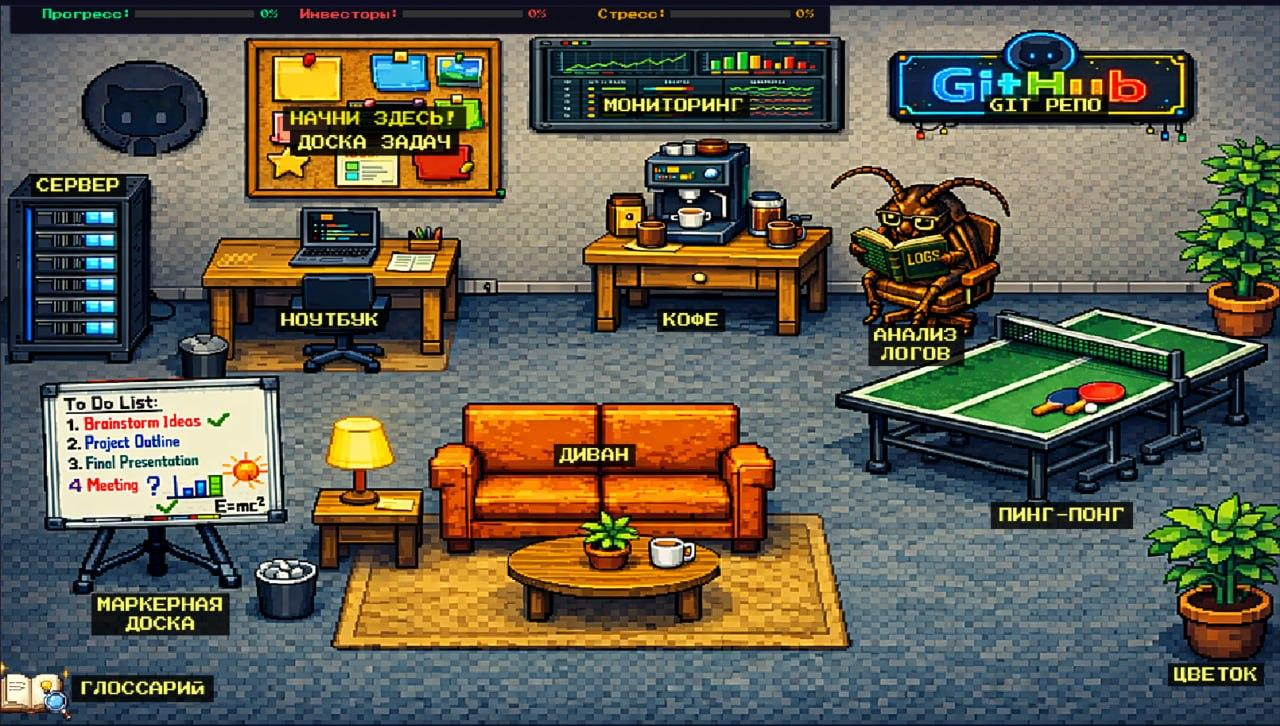 Прогресс: 0% Инвесторы: 0% Стресс: 0%
НАЧНИ ЗДЕСЬ!
ДОСКА ЗАДАЧ
МОНИТОРИНГ
GitHub
GIT РЕПО
СЕРВЕР
НОУТБУК
КОФЕ
LOGS
АНАЛИЗ
ЛОГОВ
To Do List:
1. Brainstorm Ideas
2. Project Outline
3. Final Presentation
4 Meeting ?
E=mc²
ДИВАН
ПИНГ-ПОНГ
МАРКЕРНАЯ
ДОСКА
ЦВЕТОК
ГЛОССАРИЙ